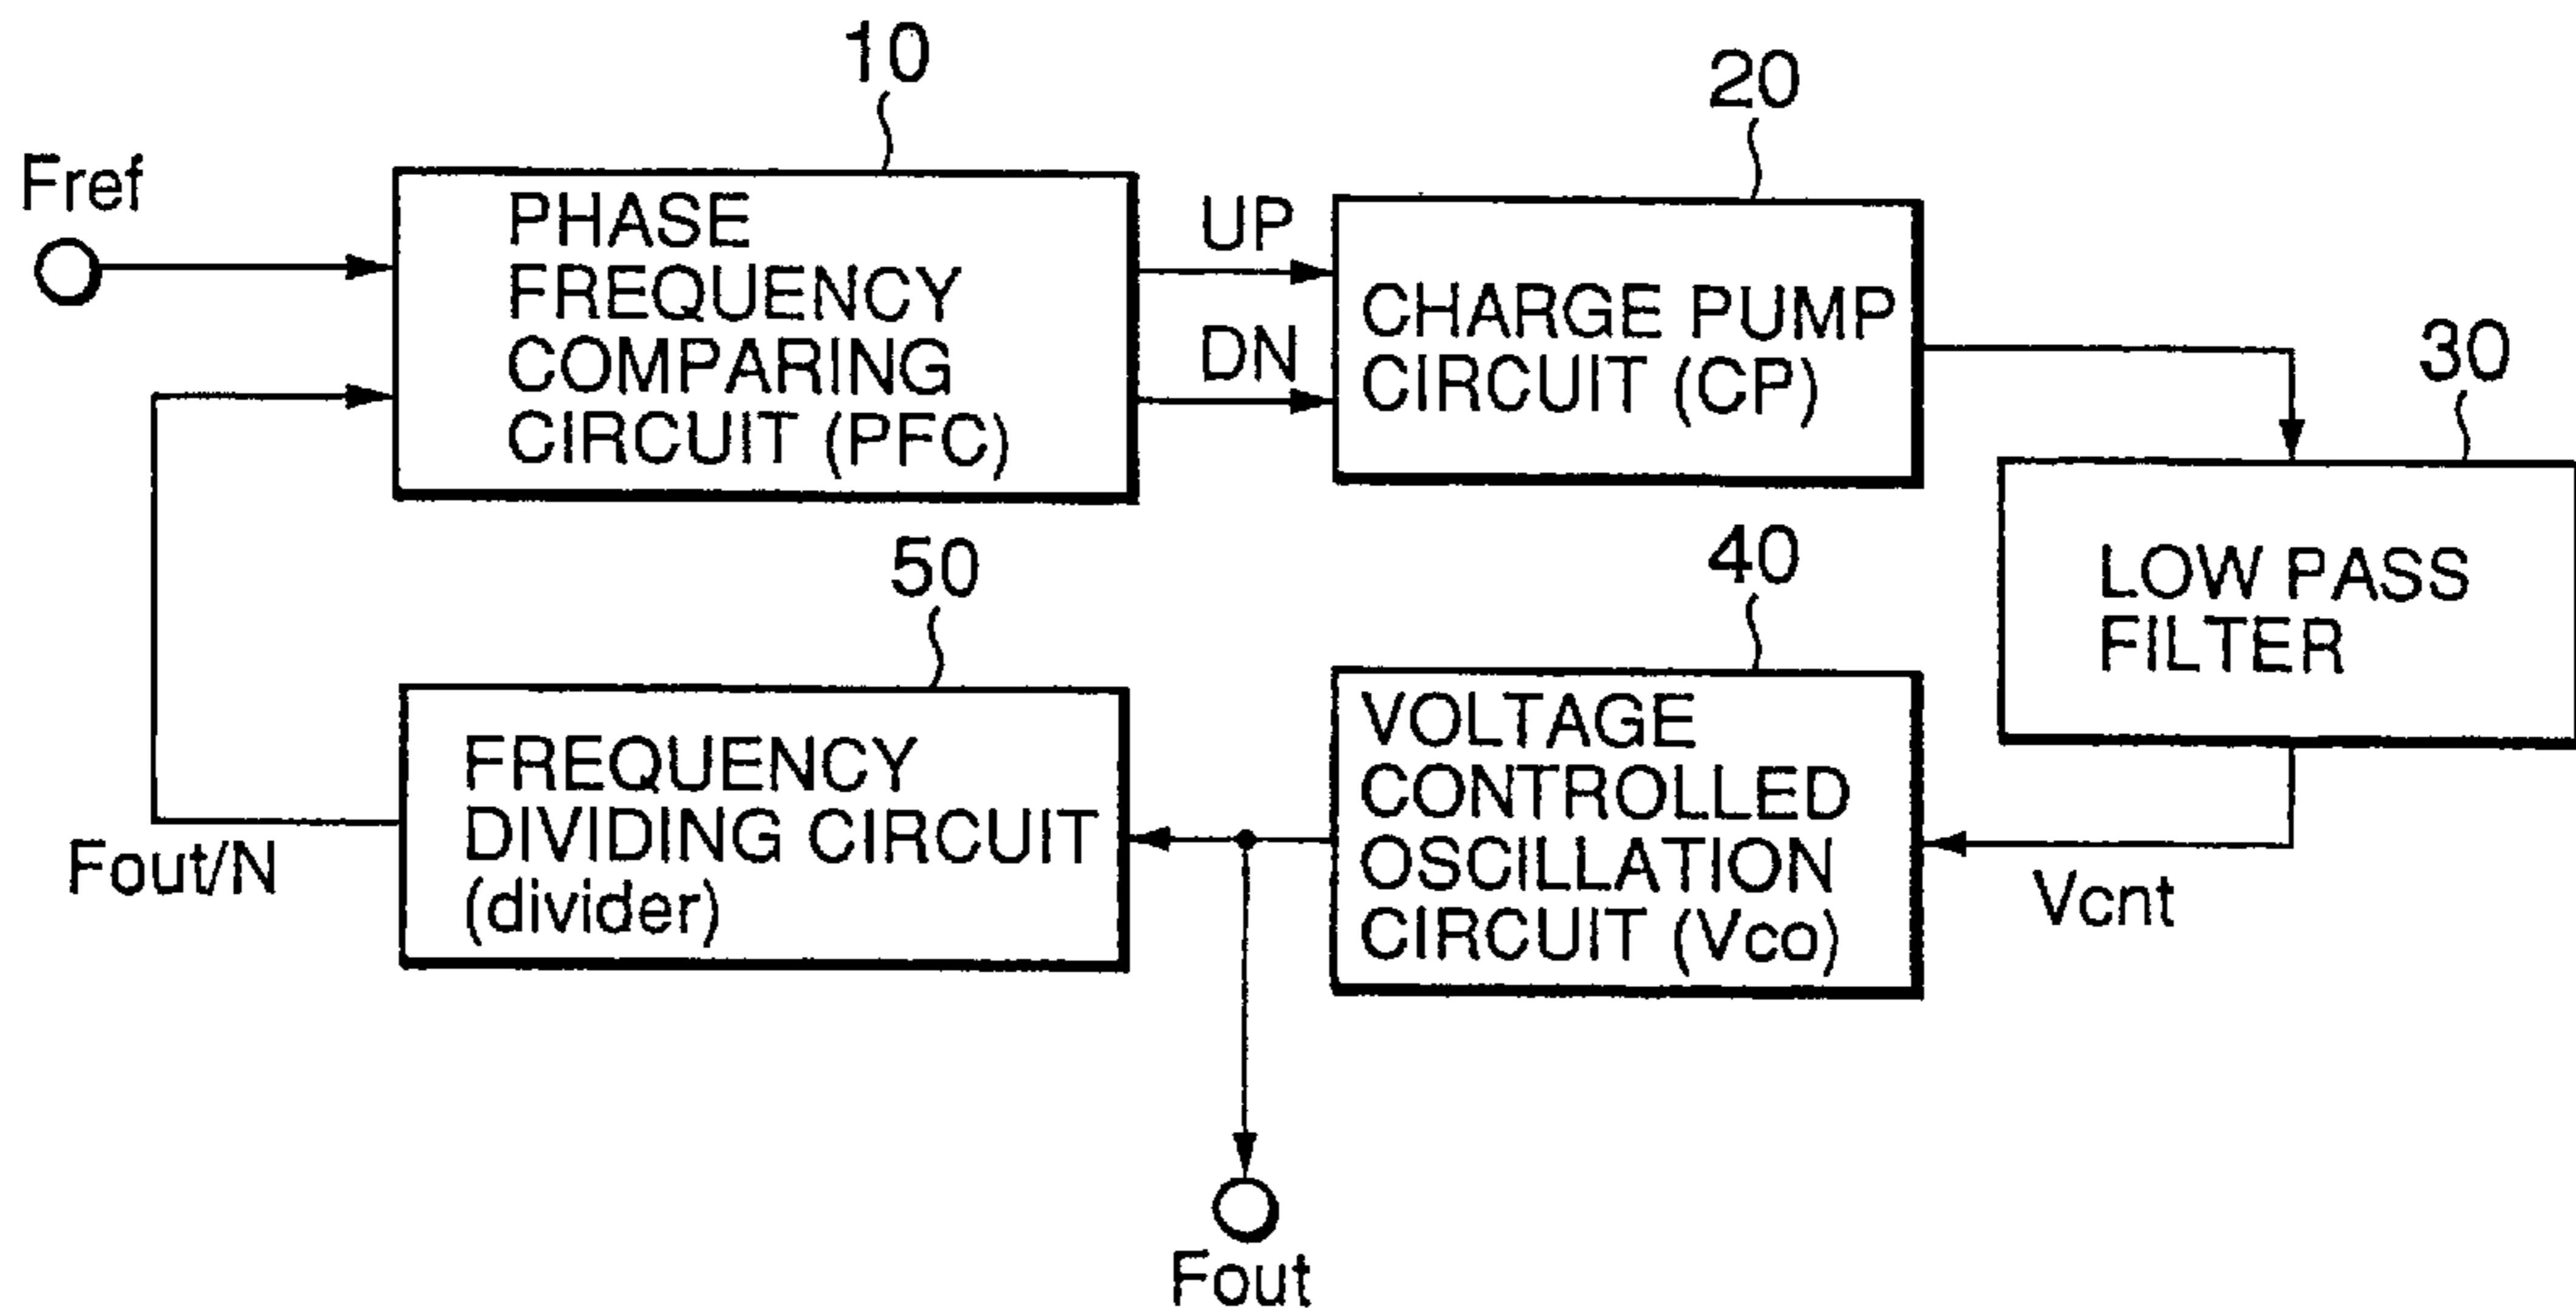 10
20
Fref
PHASE
FREQUENCY
COMPARING
CIRCUIT (PFC)
UP
DN
CHARGE PUMP
CIRCUIT (CP)
30
LOW PASS
FILTER
50
40
FREQUENCY
DIVIDING CIRCUIT
(divider)
VOLTAGE
CONTROLLED
OSCILLATION
CIRCUIT (Vco)
Fout/N
Vcnt
Fout